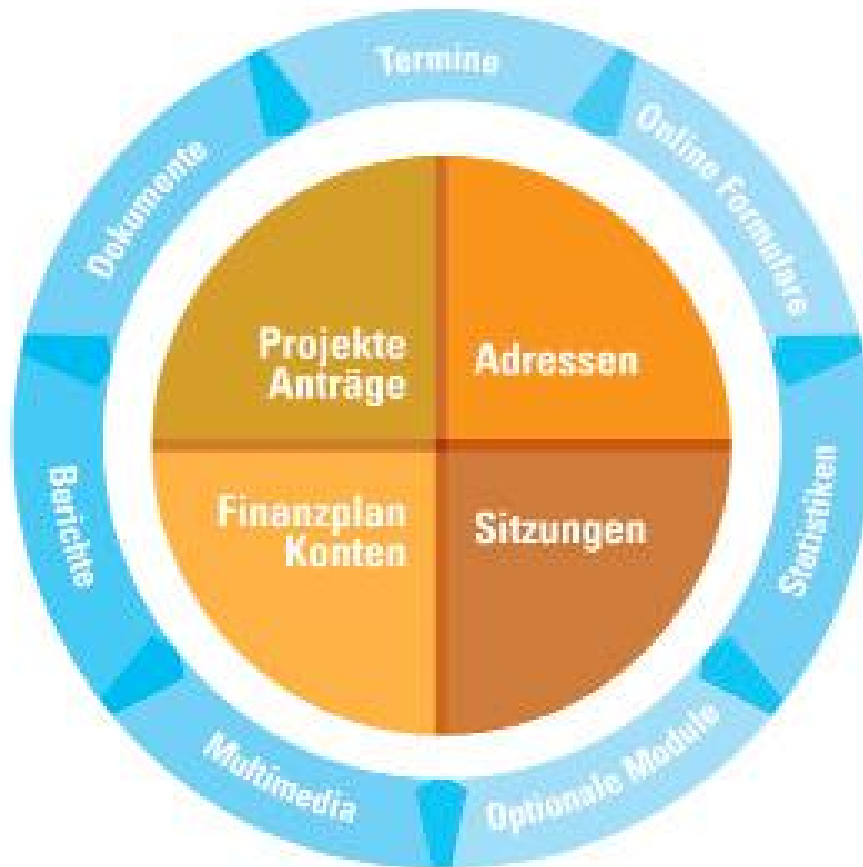 Termine
Online Formulare
Statistiken
Optionale Module
Multimedia
Berichte
Dokumente
Projekte
Anträge
Adressen
Finanzplan
Konten
Sitzungen